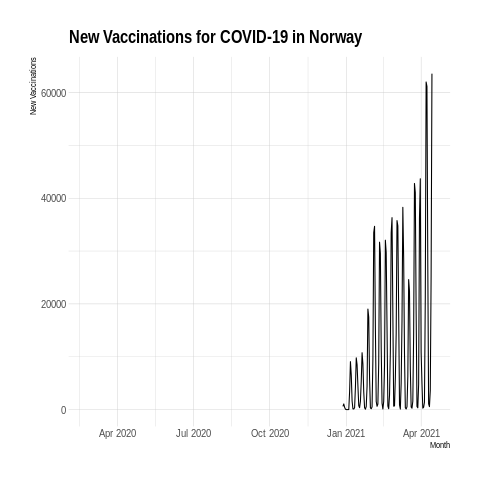 New Vaccinations for COVID-19 in Norway
New Vaccinations
60000
40000
20000
0
Apr 2020 Jul 2020 Oct 2020 Jan 2021 Apr 2021
Month